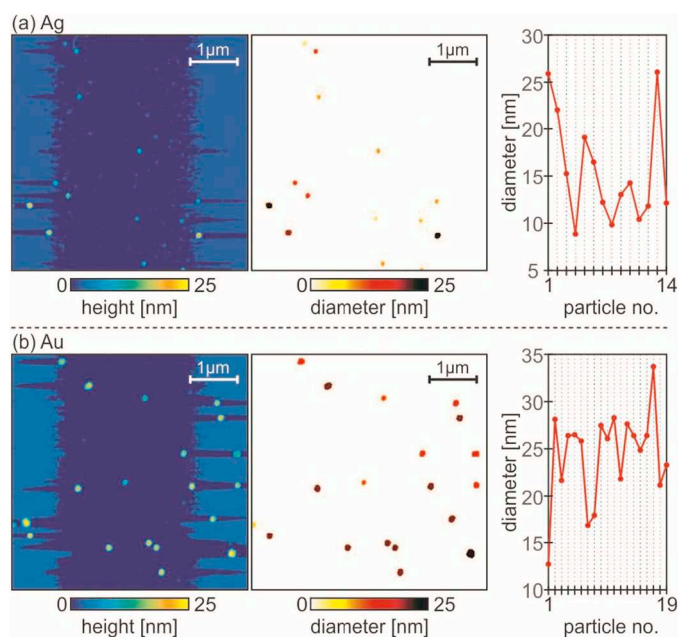 (a) Ag
1μm
1μm
0 25
height [nm]
0 25
diameter [nm]
30
25
20
15
10
5
diameter [nm]
1 14
particle no.
(b) Au
1μm
1μm
0 25
height [nm]
0 25
diameter [nm]
35
30
25
20
15
10
diameter [nm]
1 19
particle no.